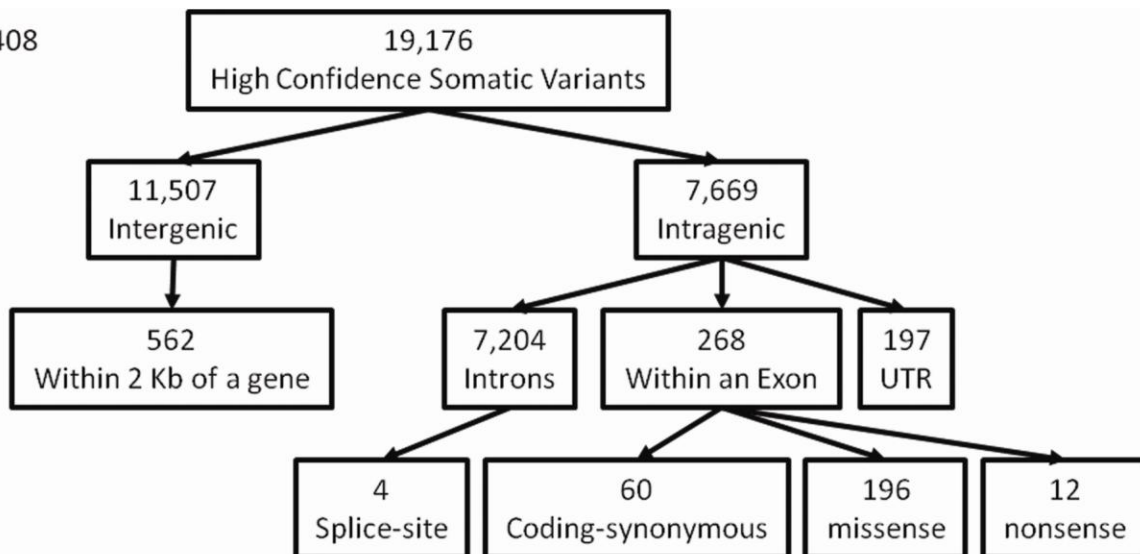 408
19,176
High Confidence Somatic Variants
11,507
Intergenic
7,669
Intragenic
562
Within 2 Kb of a gene
7,204
Introns
268
Within an Exon
197
UTR
4
Splice-site
60
Coding-synonymous
196
missense
12
nonsense